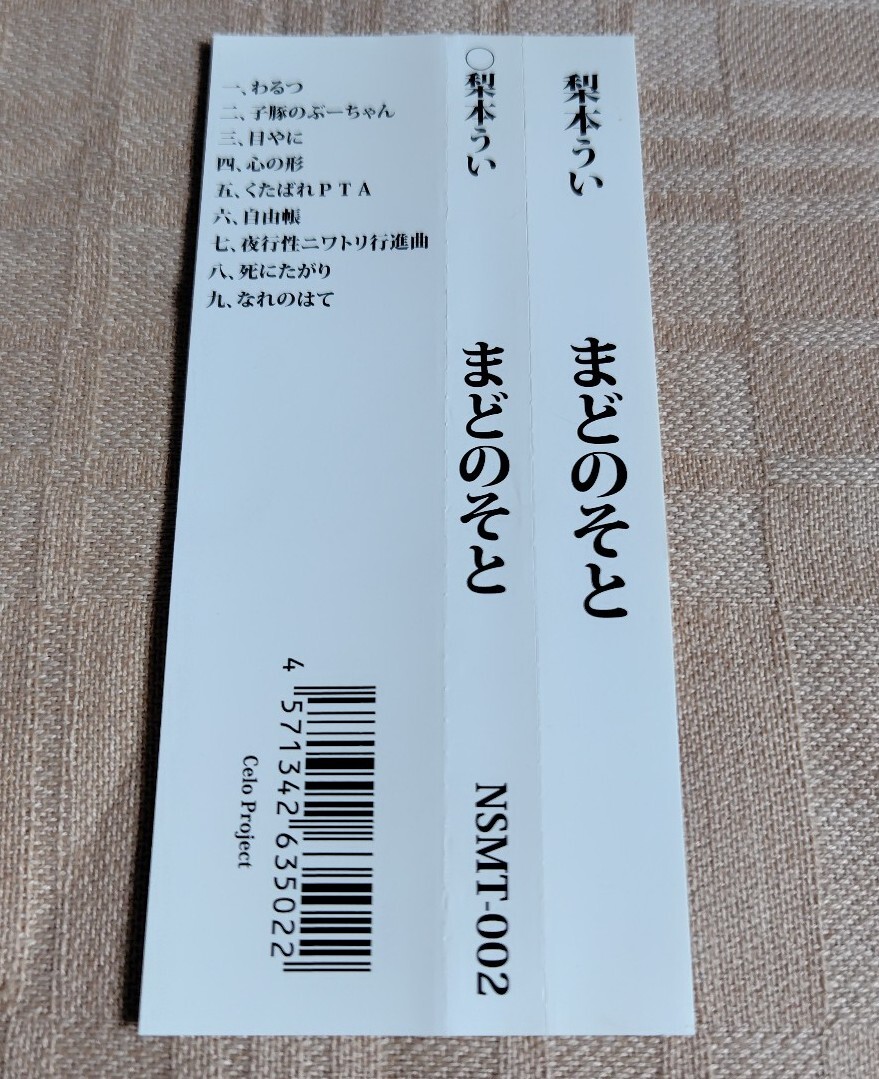 梨本うい
まどのそと
○梨本うい
まどのそと
NSMT-002
一、わるつ
二、子豚のぶーちゃん
三、目やに
四、心の形
五、くたばれPTA
六、自由帳
七、夜行性ニワトリ行進曲
八、死にたがり
九、なれのはて
4 571342 635022
Celo Project